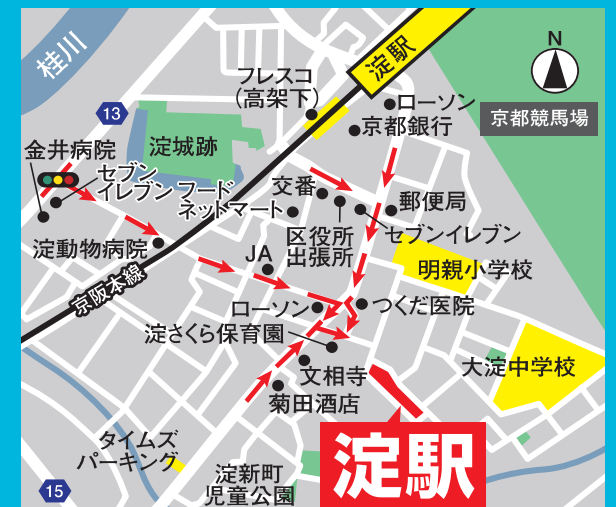 桂川
淀駅
N
フレスコ
(高架下)
ローソン
京都銀行
京都競馬場
13
淀城跡
金井病院
セブン
イレブン
フード
ネットマート
交番
区役所
出張所
郵便局
セブンイレブン
淀動物病院
JA
明親小学校
京阪本線
ローソン
つくだ医院
淀さくら保育園
大淀中学校
文相寺
菊田酒店
タイムズ
パーキング
淀新町
児童公園
淀駅
15